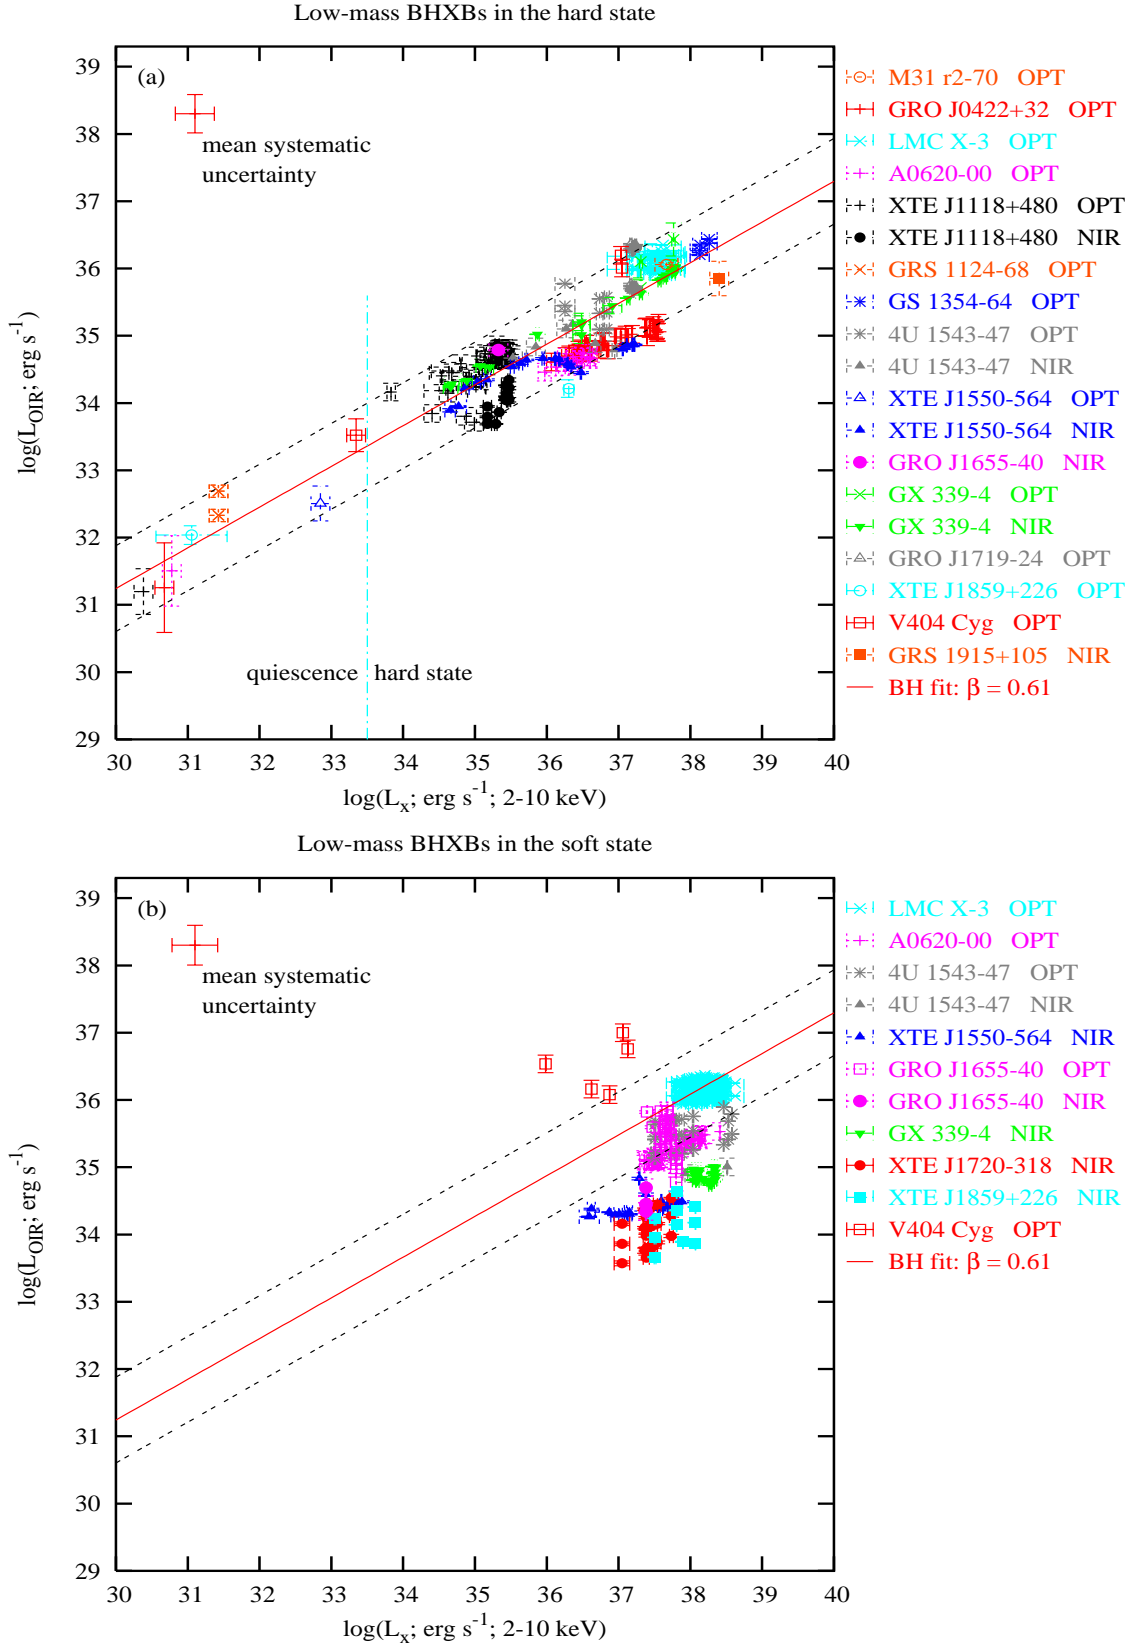 Low-mass BHXBs in the hard state
(a)
mean systematic
uncertainty
quiescence
hard state
39
38
37
36
35
34
33
32
31
30
29
30 31 32 33 34 35 36 37 38 39 40
log(L_OIR; erg s⁻¹)
log(Lₓ; erg s⁻¹; 2-10 keV)
M31 r2-70 OPT
GRO J0422+32 OPT
LMC X-3 OPT
A0620-00 OPT
XTE J1118+480 OPT
XTE J1118+480 NIR
GRS 1124-68 OPT
GS 1354-64 OPT
4U 1543-47 OPT
4U 1543-47 NIR
XTE J1550-564 OPT
XTE J1550-564 NIR
GRO J1655-40 NIR
GX 339-4 OPT
GX 339-4 NIR
GRO J1719-24 OPT
XTE J1859+226 OPT
V404 Cyg OPT
GRS 1915+105 NIR
BH fit: β = 0.61
Low-mass BHXBs in the soft state
(b)
mean systematic
uncertainty
39
38
37
36
35
34
33
32
31
30
29
30 31 32 33 34 35 36 37 38 39 40
log(L_OIR; erg s⁻¹)
log(Lₓ; erg s⁻¹; 2-10 keV)
LMC X-3 OPT
A0620-00 OPT
4U 1543-47 OPT
4U 1543-47 NIR
XTE J1550-564 NIR
GRO J1655-40 OPT
GRO J1655-40 NIR
GX 339-4 NIR
XTE J1720-318 NIR
XTE J1859+226 NIR
V404 Cyg OPT
BH fit: β = 0.61